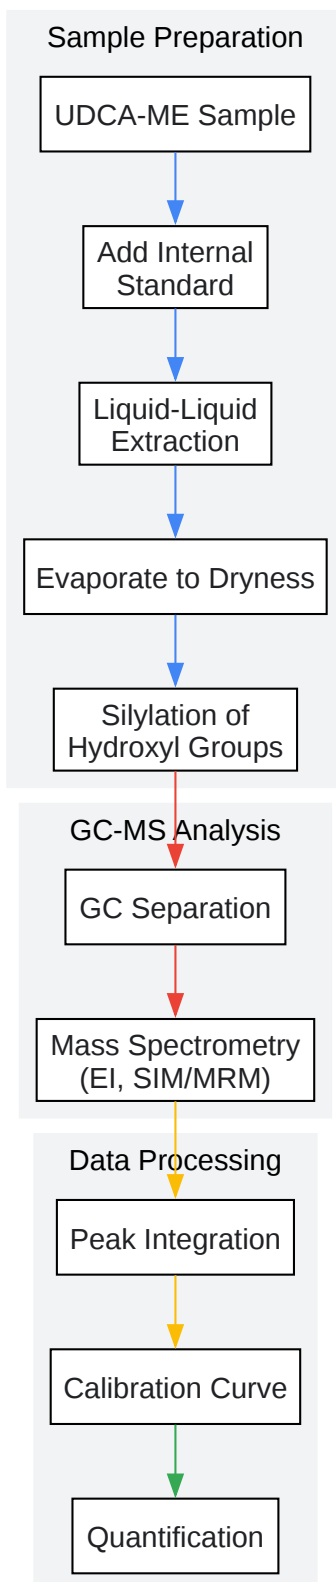 Sample Preparation
UDCA-ME Sample
Add Internal
Standard
Liquid-Liquid
Extraction
Evaporate to Dryness
Silylation of
Hydroxyl Groups
GC-MS Analysis
GC Separation
Mass Spectrometry
(EI, SIM/MRM)
Data Processing
Peak Integration
Calibration Curve
Quantification